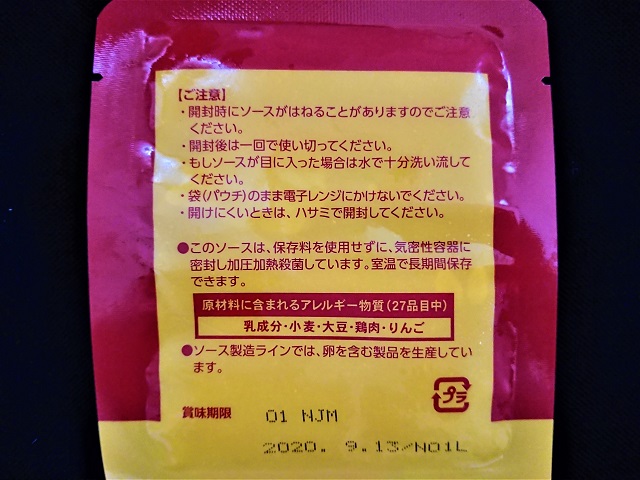 【ご注意】
・開封時にソースがはねることがありますのでご注意
ください。
・開封後は一回で使い切ってください。
・もしソースが目に入った場合は水で十分洗い流して
ください。
・袋(パウチ)のまま電子レンジにかけないでください。
・開けにくいときは、ハサミで開封してください。
●このソースは、保存料を使用せずに、気密性容器に
密封し加圧加熱殺菌しています。室温で長期間保存
できます。
原材料に含まれるアレルギー物質(27品目中)
乳成分・小麦・大豆・鶏肉・りんご
●ソース製造ラインでは、卵を含む製品を生産してい
ます。
プラ
賞味期限 01 NJM
2020. 9.13/N01L